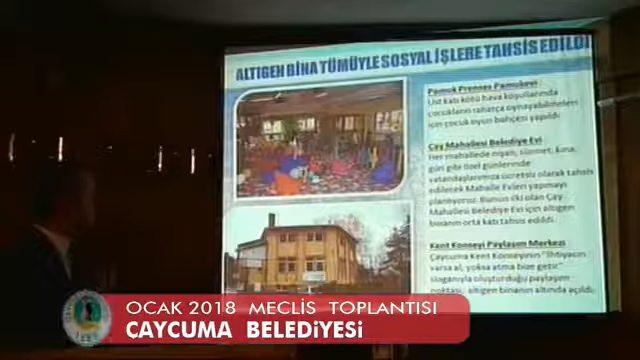 ALTIGEN BİNA TÜMÜYLE SOSYAL İŞLERE TAHSİS EDİLDİ
Pamuk Prenses Pamukevi
Üst katı kötü hava koşullarında
çocukların rahatça oynayabilmeleri
için çocuk oyun bahçesi yapıldı
Çay Mahallesi Belediye Evi
Her mahallede nişan, sünnet, kına,
gün gibi özel günlerinde
vatandaşlarımıza ücretsiz olarak tahsis
edilecek Mahalle Evleri yapmayı
planlıyoruz. Bunun ilki olan Çay
Mahallesi Belediye Evi için altıgen
binanın orta katı tahsis edildi.
Kent Konseyi Paylaşım Merkezi
Çaycuma Kent Konseyinin "İhtiyacın
varsa al, yoksa atma bize getir"
sloganıyla oluşturduğu paylaşım
noktası, altıgen binanın altında açıldı
OCAK 2018 MECLİS TOPLANTISI
ÇAYCUMA BELEDİYESİ